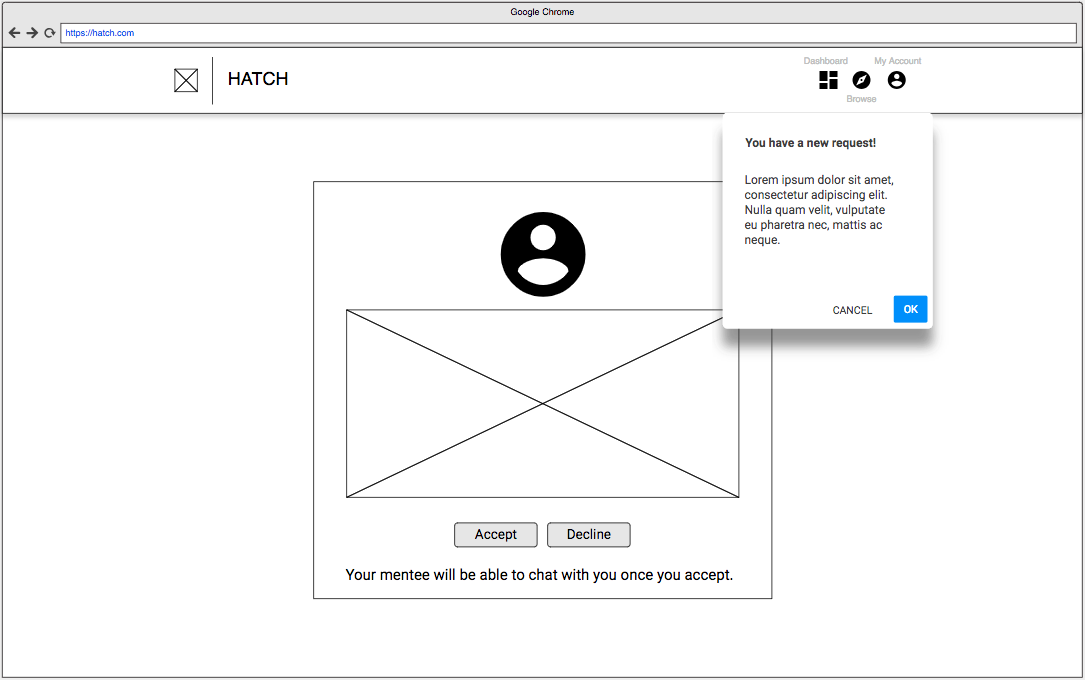 Google Chrome
https://hatch.com
HATCH
Dashboard
My Account
Browse
You have a new request!
Lorem ipsum dolor sit amet,
consectetur adipiscing elit.
Nulla quam velit, vulputate
eu pharetra nec, mattis ac
neque.
CANCEL
OK
Accept
Decline
Your mentee will be able to chat with you once you accept.